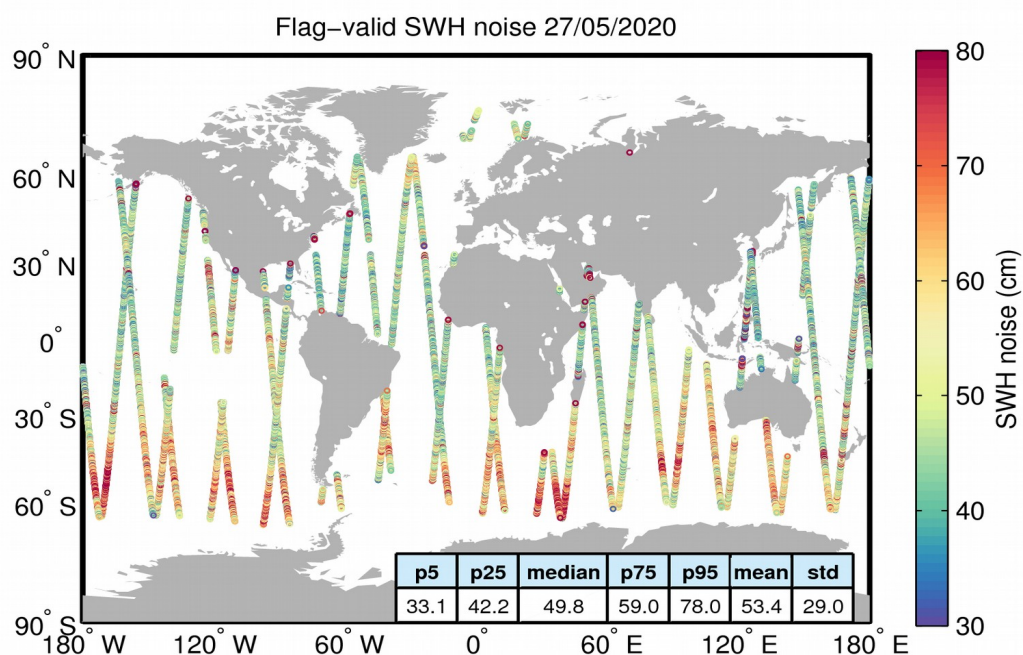 Flag−valid SWH noise 27/05/2020
90° N
60° N
30° N
0°
30° S
60° S
90° S
180° W
120° W
60° W
0°
60° E
120° E
180° E
80
70
60
50
40
30
SWH noise (cm)
p5 p25 median p75 p95 mean std
33.1 42.2 49.8 59.0 78.0 53.4 29.0